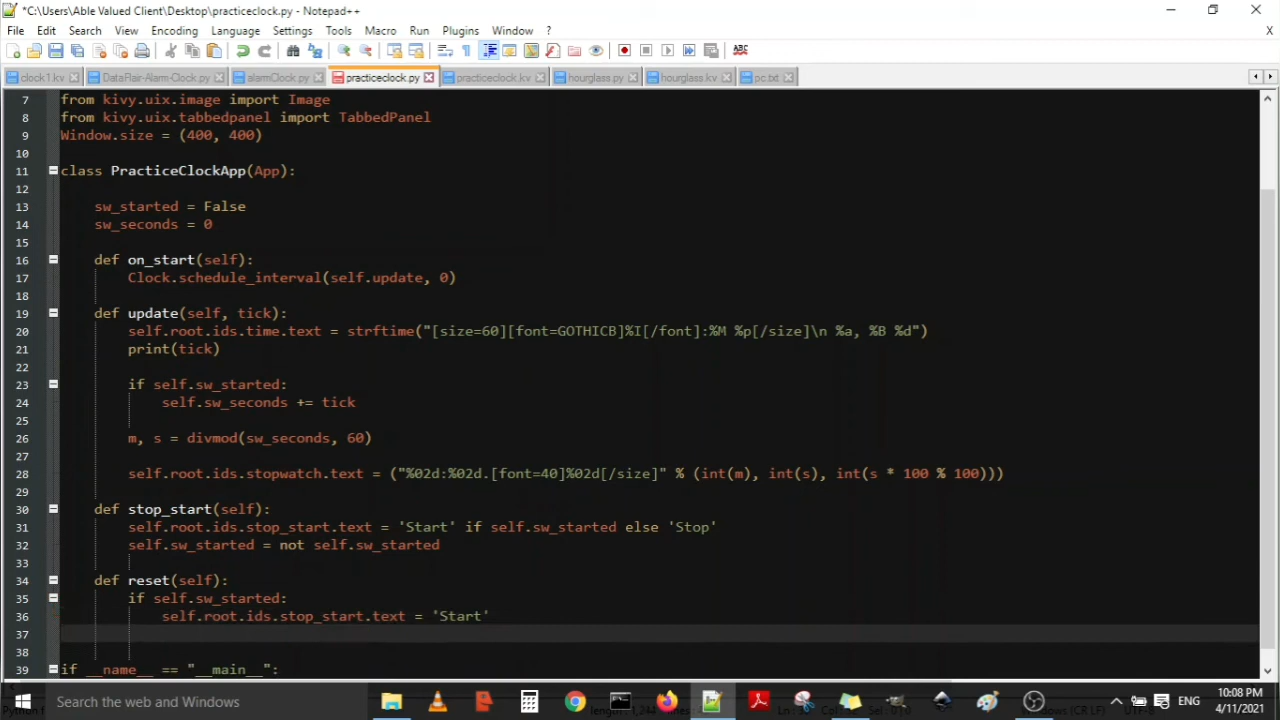 *C:\Users\Able Valued Client\Desktop\practiceclock.py - Notepad++
File Edit Search View Encoding Language Settings Tools Macro Run Plugins Window ? X
clock1.kv DataFlair-Alarm-Clock.py alarmClock.py practiceclock.py practiceclock.kv hourglass.py hourglass.kv pc.txt
7 from kivy.uix.image import Image
8 from kivy.uix.tabbedpanel import TabbedPanel
9 Window.size = (400, 400)
10
11 class PracticeClockApp(App):
12
13 sw_started = False
14 sw_seconds = 0
15
16 def on_start(self):
17 Clock.schedule_interval(self.update, 0)
18
19 def update(self, tick):
20 self.root.ids.time.text = strftime("[size=60][font=GOTHICB]%I[/font]:%M %p[/size]\n %a, %B %d")
21 print(tick)
22
23 if self.sw_started:
24 self.sw_seconds += tick
25
26 m, s = divmod(sw_seconds, 60)
27
28 self.root.ids.stopwatch.text = ("%02d:%02d.[font=40]%02d[/size]" % (int(m), int(s), int(s * 100 % 100)))
29
30 def stop_start(self):
31 self.root.ids.stop_start.text = 'Start' if self.sw_started else 'Stop'
32 self.sw_started = not self.sw_started
33
34 def reset(self):
35 if self.sw_started:
36 self.root.ids.stop_start.text = 'Start'
37
38
39 if __name__ == "__main__":
Search the web and Windows
ENG
10:08 PM
4/11/2021